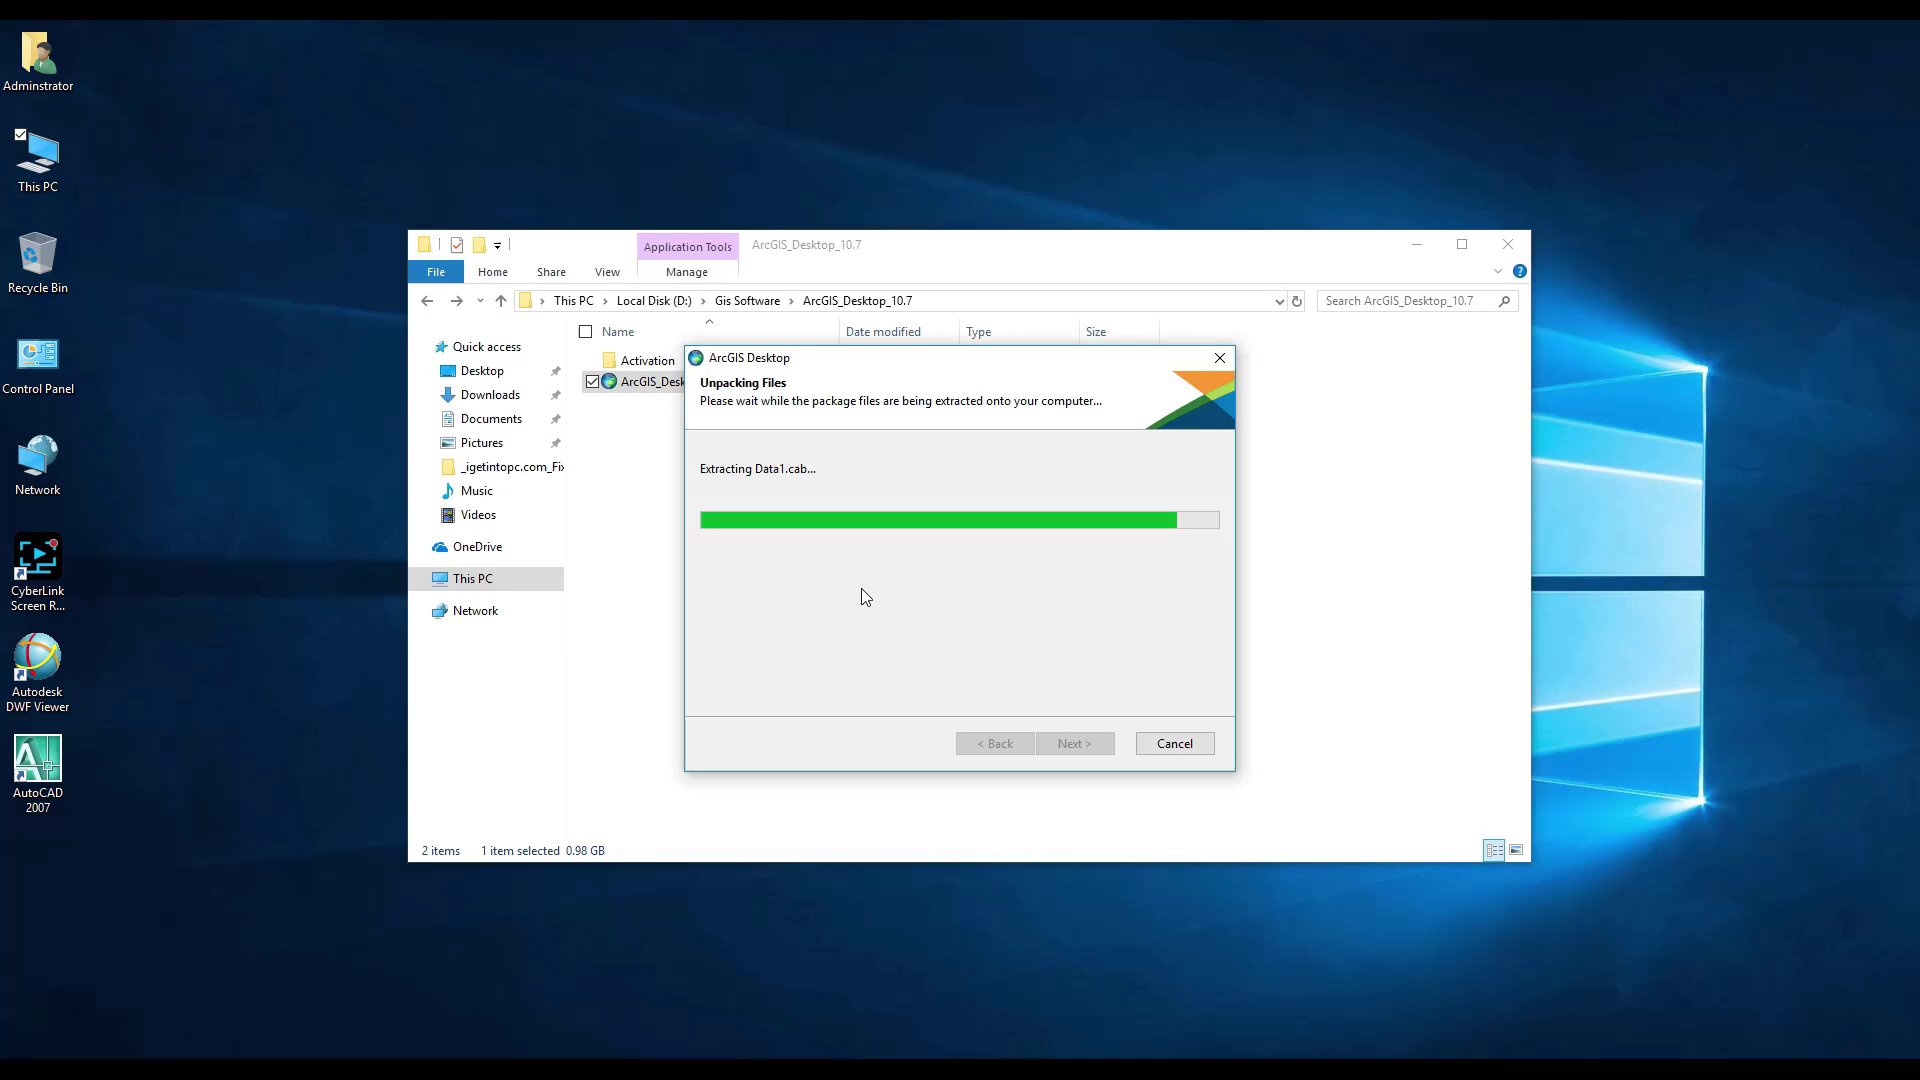 Adminstrator
This PC
Recycle Bin
Control Panel
Network
CyberLink
Screen R...
Autodesk
DWF Viewer
AutoCAD
2007
Application Tools
ArcGIS_Desktop_10.7
File
Home
Share
View
Manage
This PC
Local Disk (D:)
Gis Software
ArcGIS_Desktop_10.7
Search ArcGIS_Desktop_10.7
Name
Date modified
Type
Size
Quick access
Desktop
Downloads
Documents
Pictures
_igetintopc.com_Fix
Music
Videos
OneDrive
This PC
Network
Activation
ArcGIS_Desk
ArcGIS Desktop
Unpacking Files
Please wait while the package files are being extracted onto your computer...
Extracting Data1.cab...
< Back
Next >
Cancel
2 items
1 item selected 0.98 GB